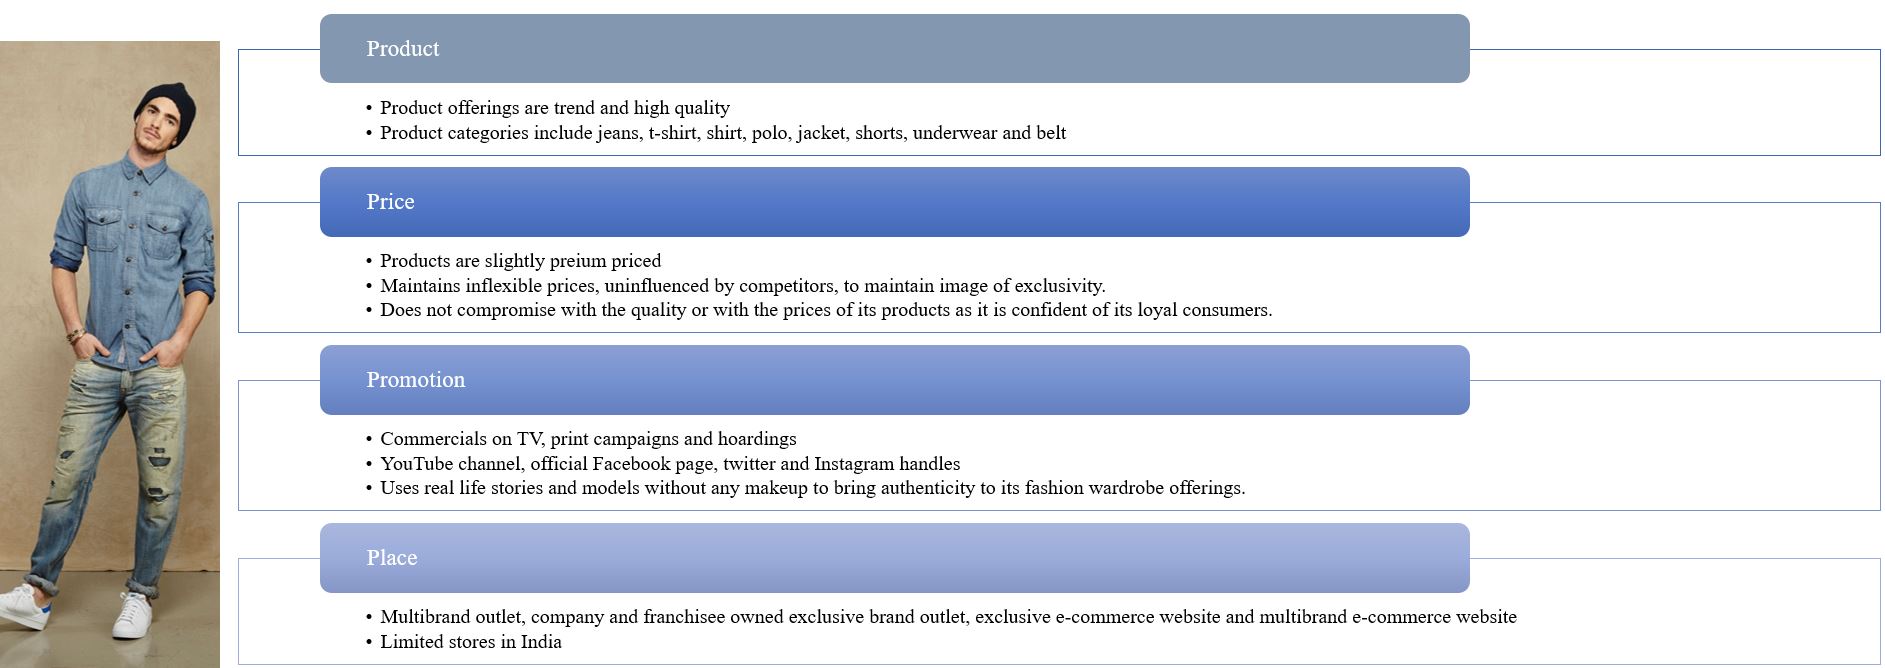 Product
• Product offerings are trend and high quality
• Product categories include jeans, t-shirt, shirt, polo, jacket, shorts, underwear and belt
Price
• Products are slightly preium priced
• Maintains inflexible prices, uninfluenced by competitors, to maintain image of exclusivity.
• Does not compromise with the quality or with the prices of its products as it is confident of its loyal consumers.
Promotion
• Commercials on TV, print campaigns and hoardings
• YouTube channel, official Facebook page, twitter and Instagram handles
• Uses real life stories and models without any makeup to bring authenticity to its fashion wardrobe offerings.
Place
• Multibrand outlet, company and franchisee owned exclusive brand outlet, exclusive e-commerce website and multibrand e-commerce website
• Limited stores in India